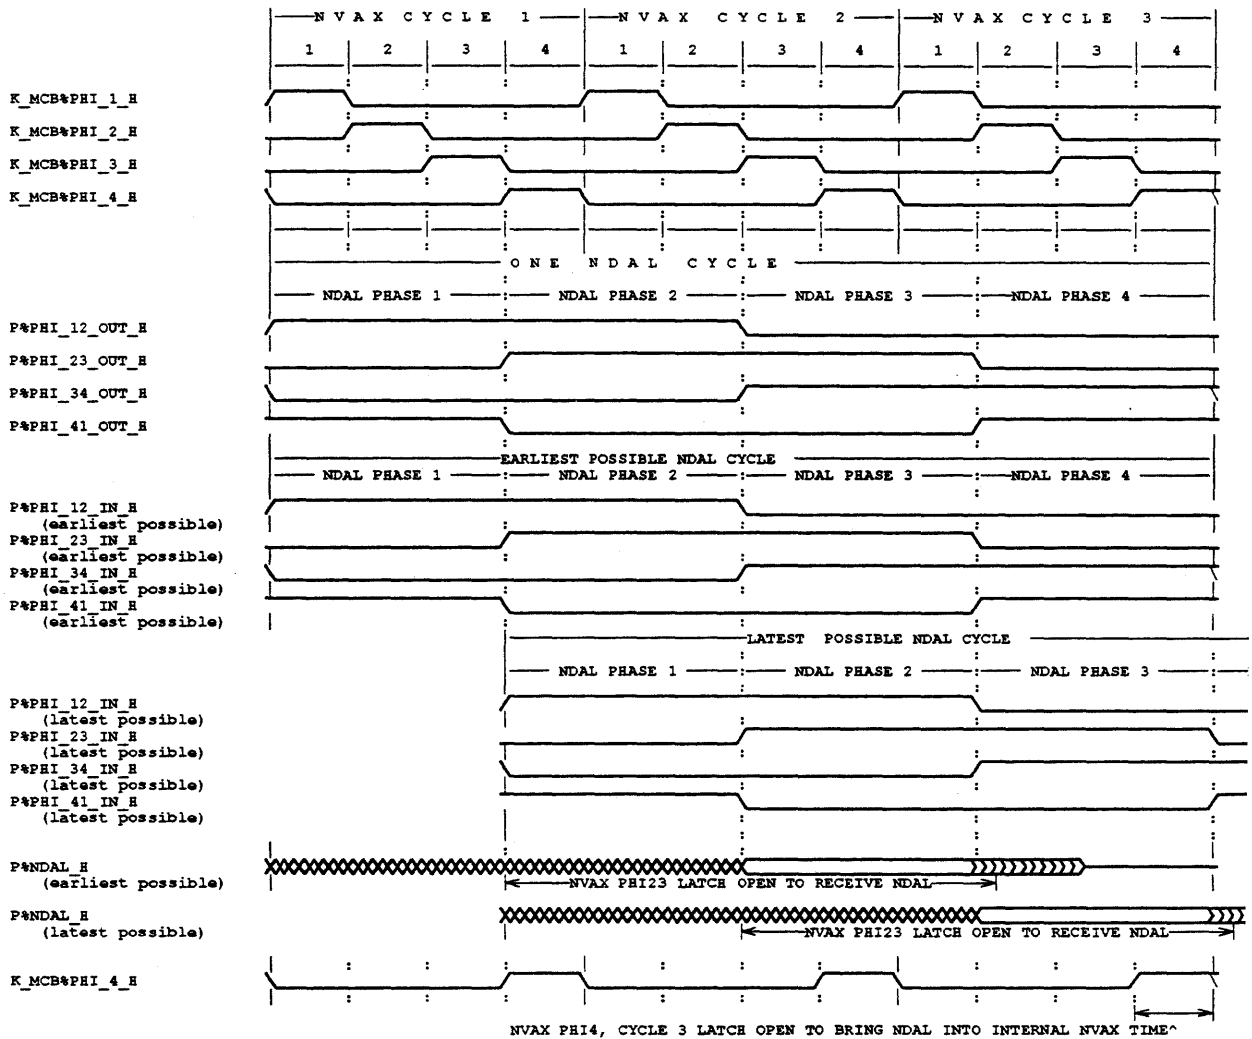 NVAX CYCLE 1 NVAX CYCLE 2 NVAX CYCLE 3
1 2 3 4 1 2 3 4 1 2 3 4
K_MCB%PHI_1_H
K_MCB%PHI_2_H
K_MCB%PHI_3_H
K_MCB%PHI_4_H
ONE NDAL CYCLE
NDAL PHASE 1 NDAL PHASE 2 NDAL PHASE 3 NDAL PHASE 4
P%PHI_12_OUT_H
P%PHI_23_OUT_H
P%PHI_34_OUT_H
P%PHI_41_OUT_H
EARLIEST POSSIBLE NDAL CYCLE
NDAL PHASE 1 NDAL PHASE 2 NDAL PHASE 3 NDAL PHASE 4
P%PHI_12_IN_H
(earliest possible)
P%PHI_23_IN_H
(earliest possible)
P%PHI_34_IN_H
(earliest possible)
P%PHI_41_IN_H
(earliest possible)
LATEST POSSIBLE NDAL CYCLE
NDAL PHASE 1 NDAL PHASE 2 NDAL PHASE 3
P%PHI_12_IN_H
(latest possible)
P%PHI_23_IN_H
(latest possible)
P%PHI_34_IN_H
(latest possible)
P%PHI_41_IN_H
(latest possible)
P%NDAL_H
(earliest possible)
NVAX PHI23 LATCH OPEN TO RECEIVE NDAL
P%NDAL_H
(latest possible)
NVAX PHI23 LATCH OPEN TO RECEIVE NDAL
K_MCB%PHI_4_H
NVAX PHI4, CYCLE 3 LATCH OPEN TO BRING NDAL INTO INTERNAL NVAX TIME^